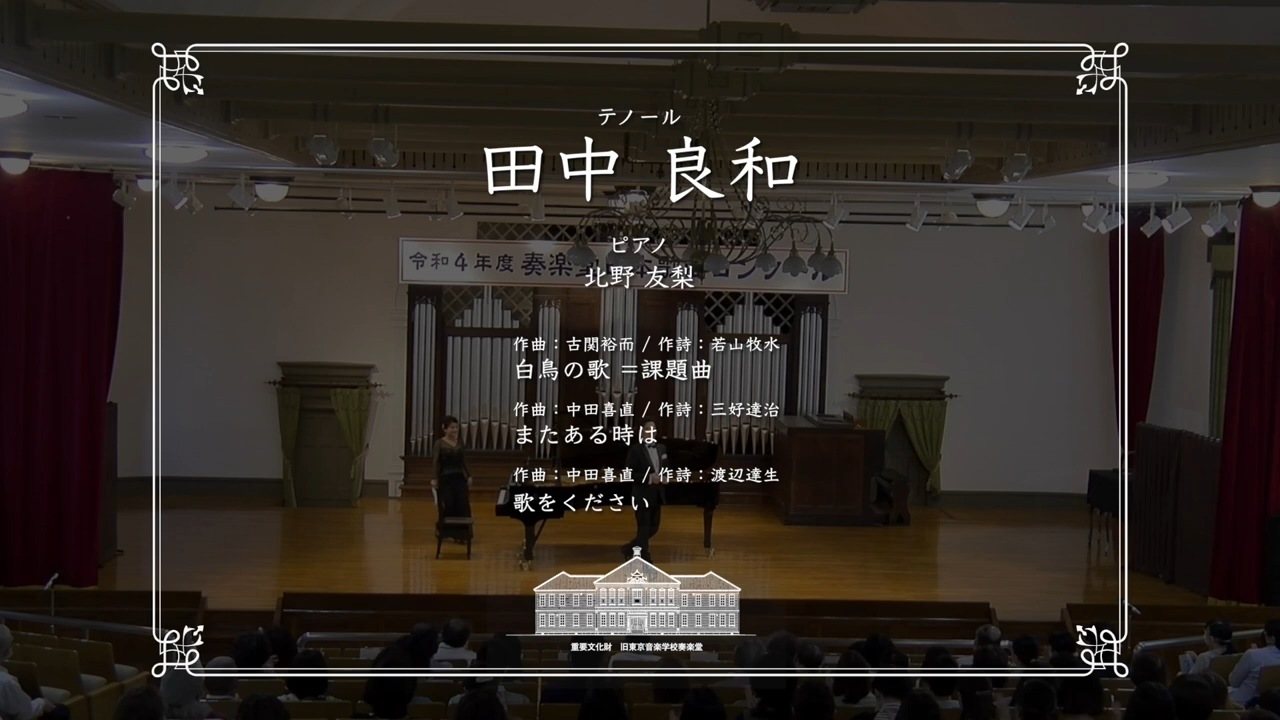 テノール
田中 良和
ピアノ
北野 友梨
令和4年度 奏楽
作曲：古関裕而 / 作詩：若山牧水
白鳥の歌 ＝課題曲
作曲：中田喜直 / 作詩：三好達治
またある時は
作曲：中田喜直 / 作詩：渡辺達生
歌をください
重要文化財　旧東京音楽学校奏楽堂